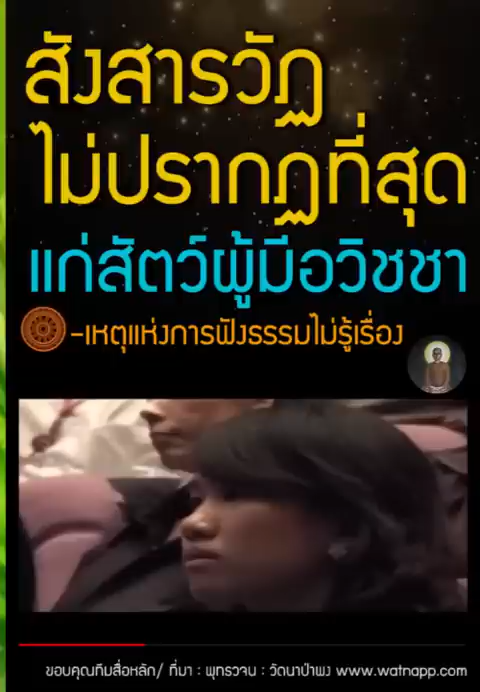 สังสารวัฏ
ไม่ปรากฏที่สุด
แก่สัตว์ผู้มีอวิชชา
-เหตุแห่งการฟังธรรมไม่รู้เรื่อง
ขอบคุณทีมสื่อหลัก/ ที่มา : พุทธวจน : วัดนาป่าพง www.watnapp.com